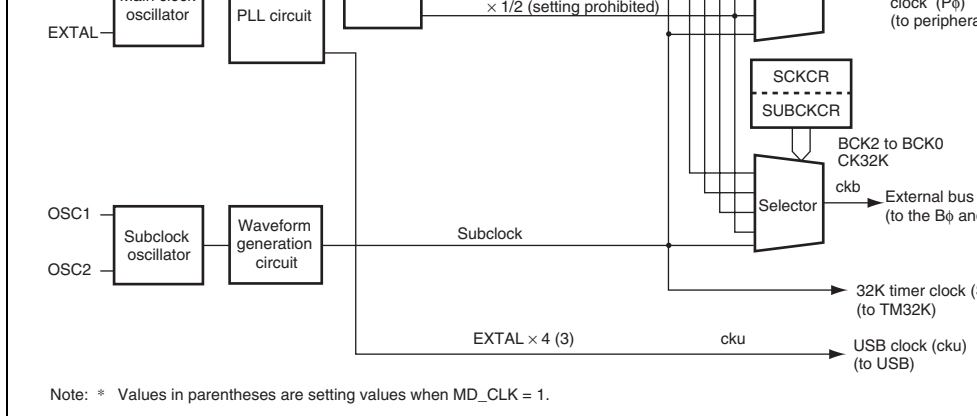 oscillator
EXTAL
PLL circuit
× 1/2 (setting prohibited)
clock (Pϕ)
(to periphera
SCKCR
SUBCKCR
BCK2 to BCK0
CK32K
Selector
ckb
External bus
(to the Bϕ an
OSC1
OSC2
Subclock
oscillator
Waveform
generation
circuit
Subclock
32K timer clock (
(to TM32K)
EXTAL × 4 (3)
cku
USB clock (cku)
(to USB)
Note: * Values in parentheses are setting values when MD_CLK = 1.